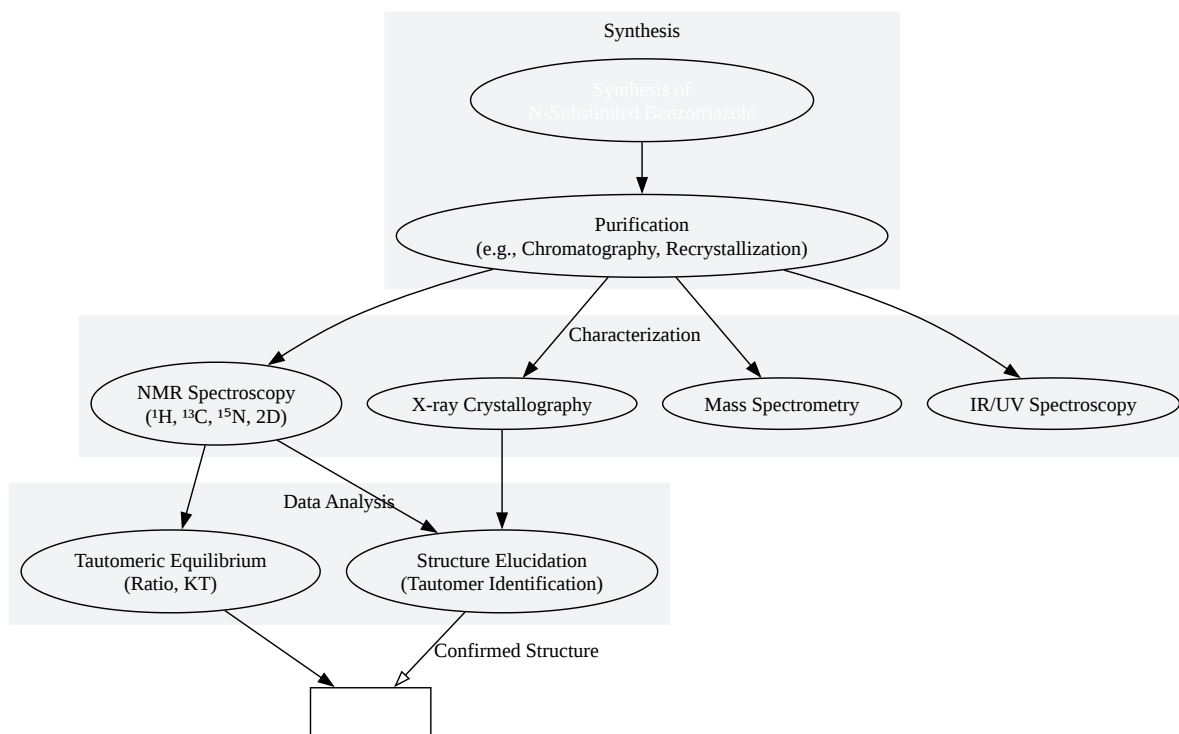 Synthesis
Synthesis of
N-Substituted Benzotriazole
Purification
(e.g., Chromatography, Recrystallization)
Characterization
NMR Spectroscopy
(¹H, ¹³C, ¹⁵N, 2D)
X-ray Crystallography
Mass Spectrometry
IR/UV Spectroscopy
Data Analysis
Tautomeric Equilibrium
(Ratio, KT)
Structure Elucidation
(Tautomer Identification)
Confirmed Structure